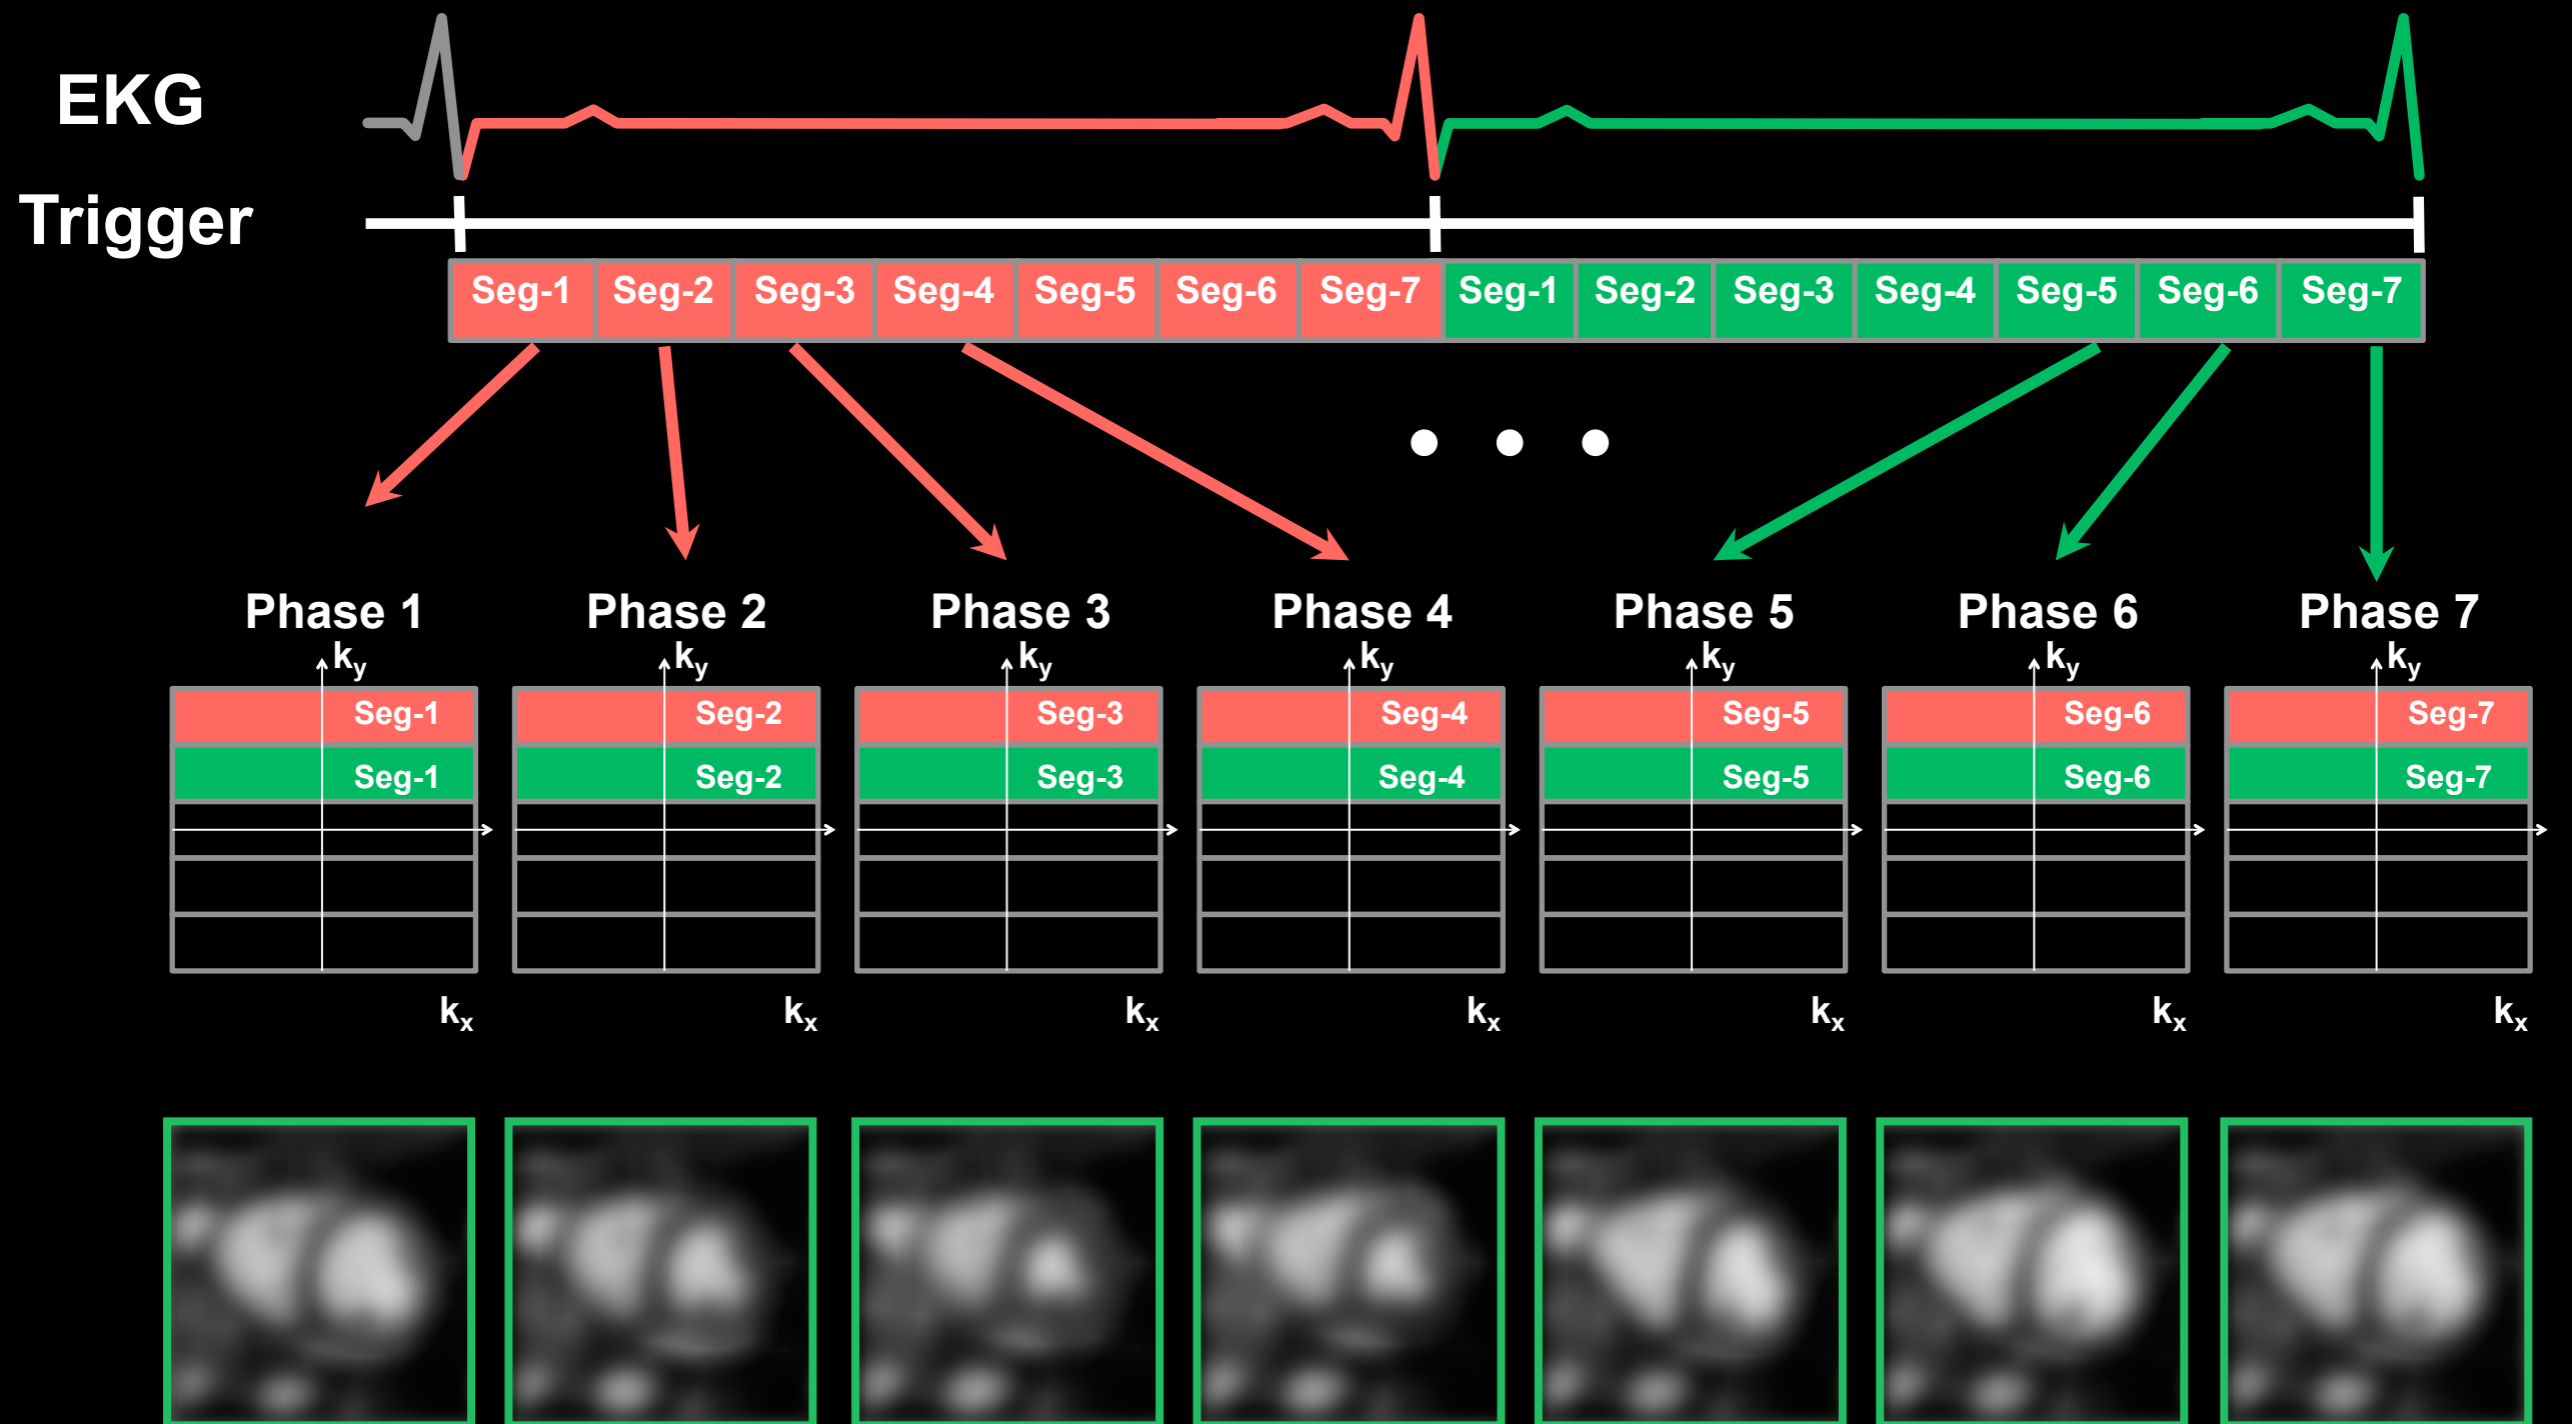 EKG
Trigger
Seg-1 Seg-2 Seg-3 Seg-4 Seg-5 Seg-6 Seg-7 Seg-1 Seg-2 Seg-3 Seg-4 Seg-5 Seg-6 Seg-7
Phase 1 Phase 2 Phase 3 Phase 4 Phase 5 Phase 6 Phase 7
ky ky ky ky ky ky ky
Seg-1 Seg-2 Seg-3 Seg-4 Seg-5 Seg-6 Seg-7
Seg-1 Seg-2 Seg-3 Seg-4 Seg-5 Seg-6 Seg-7
kx kx kx kx kx kx kx